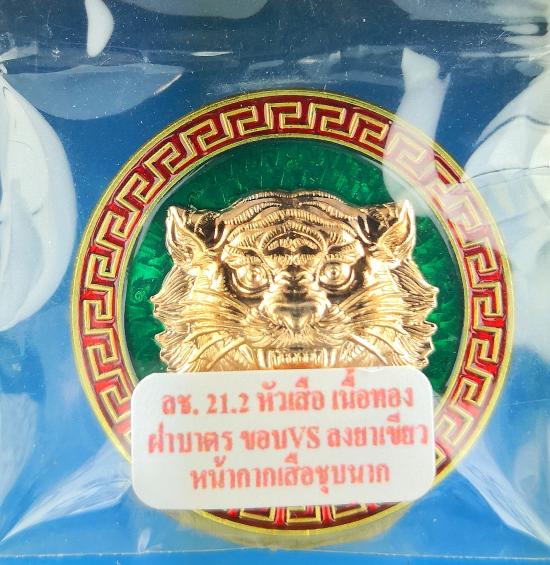 ลช. 21.2 หัวเสือ เนื้อทอง
ฝาบาตร ขอบVS ลงยาเขียว
หน้ากากเสือชุบนาก